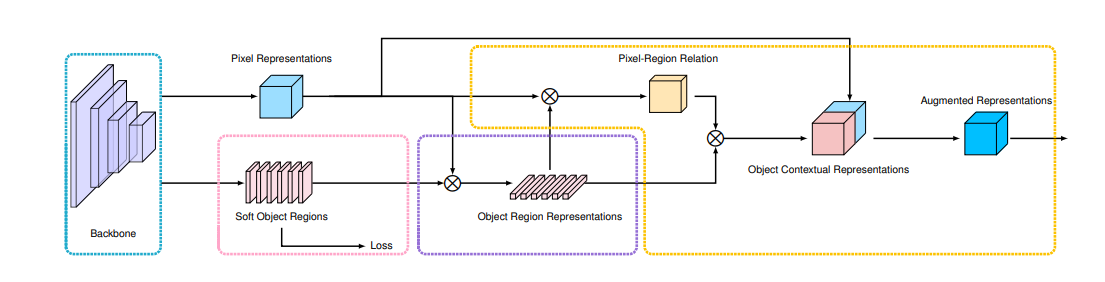 Pixel Representations
Pixel-Region Relation
Augmented Representations
Object Contextual Representations
Soft Object Regions
Object Region Representations
Backbone
Loss